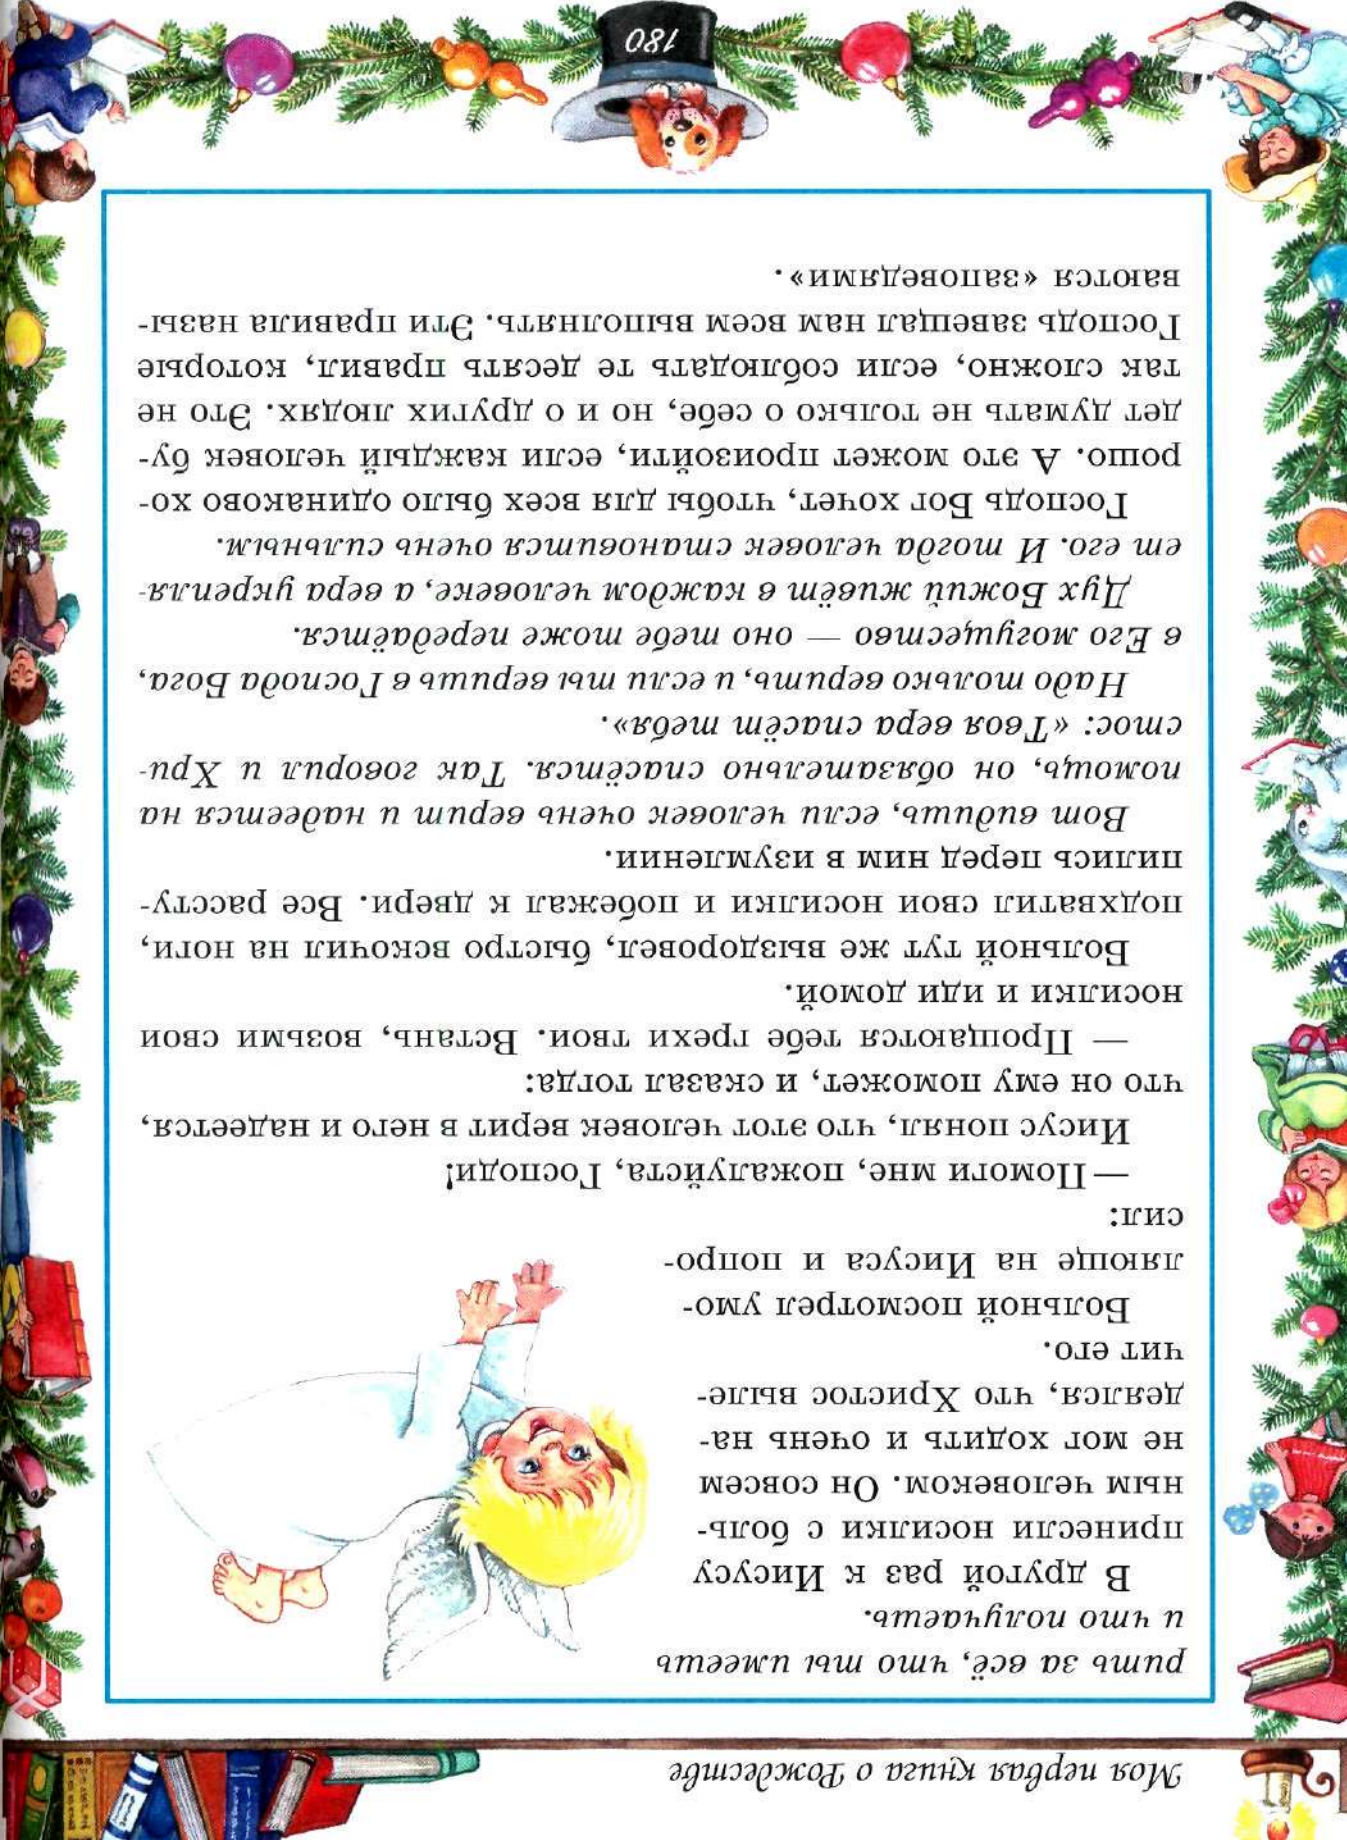 Моя первая книга о Рождестве
рить за всё, что ты имеешь
и что получаешь.
В другой раз к Иисусу
принесли носилки с боль-
ным человеком. Он совсем
не мог ходить и очень на-
деялся, что Христос выле-
чит его.
Больной посмотрел умо-
ляюще на Иисуса и попро-
сил:
— Помоги мне, пожалуйста, Господи!
Иисус понял, что этот человек верит в него и надеется,
что он ему поможет, и сказал тогда:
— Прощаются тебе грехи твои. Встань, возьми свои
носилки и иди домой.
Больной тут же выздоровел, быстро вскочил на ноги,
подхватил свои носилки и побежал к двери. Все рассту-
пились перед ним в изумлении.
Вот видишь, если человек очень верит и надеется на
помощь, он обязательно спасётся. Так говорил и Хри-
стос: «Твоя вера спасёт тебя».
Надо только верить, и если ты веришь в Господа Бога,
в Его могущество — оно тебе тоже передаётся.
Дух Божий живёт в каждом человеке, а вера укрепля-
ет его. И тогда человек становится очень сильным.
Господь Бог хочет, чтобы для всех было одинаково хо-
рошо. А это может произойти, если каждый человек бу-
дет думать не только о себе, но и о других людях. Это не
так сложно, если соблюдать те десять правил, которые
Господь завещал нам всем выполнять. Эти правила назы-
ваются «заповедями».
180